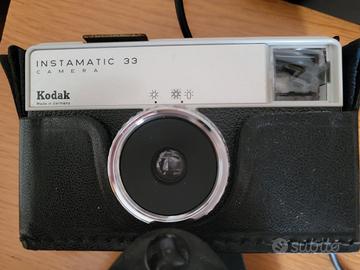 INSTAMATIC 33
CAMERA
Kodak
Made in Germany
subito